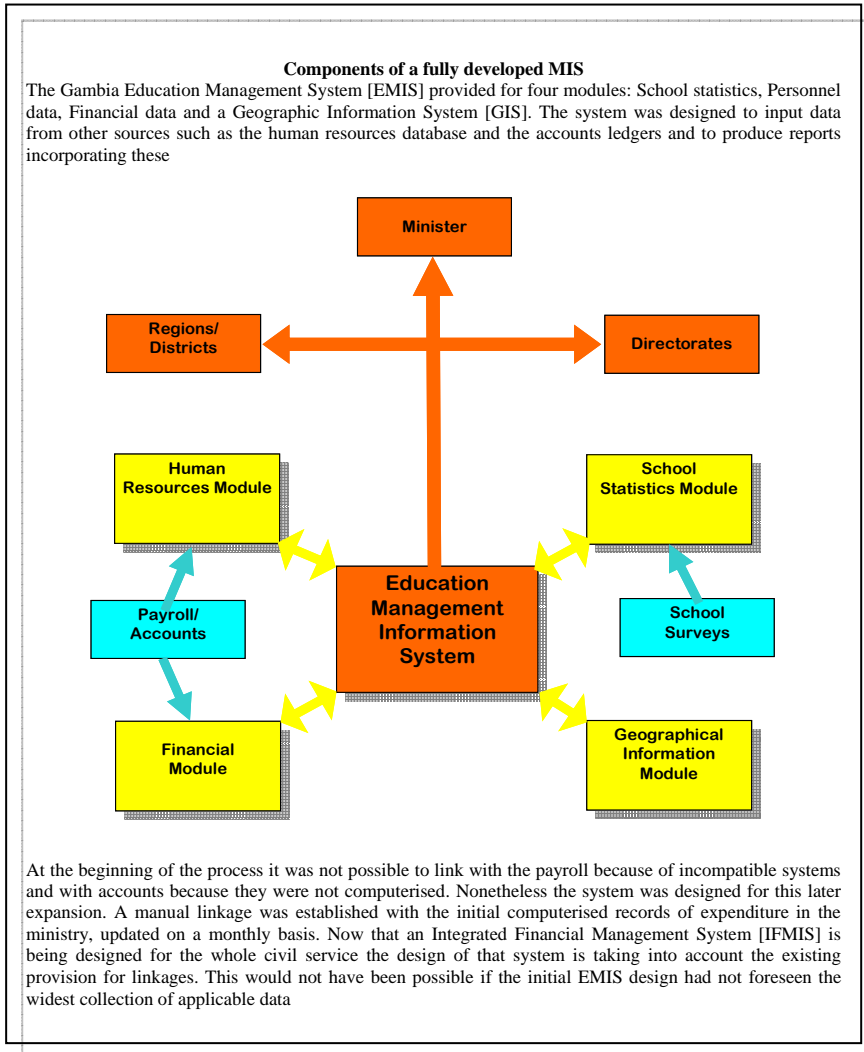 Components of a fully developed MIS
The Gambia Education Management System [EMIS] provided for four modules: School statistics, Personnel
data, Financial data and a Geographic Information System [GIS]. The system was designed to input data
from other sources such as the human resources database and the accounts ledgers and to produce reports
incorporating these
Minister
Regions/
Districts
Directorates
Human
Resources Module
School
Statistics Module
Education
Management
Information
System
Payroll/
Accounts
School
Surveys
Financial
Module
Geographical
Information
Module
At the beginning of the process it was not possible to link with the payroll because of incompatible systems
and with accounts because they were not computerised. Nonetheless the system was designed for this later
expansion. A manual linkage was established with the initial computerised records of expenditure in the
ministry, updated on a monthly basis. Now that an Integrated Financial Management System [IFMIS] is
being designed for the whole civil service the design of that system is taking into account the existing
provision for linkages. This would not have been possible if the initial EMIS design had not foreseen the
widest collection of applicable data